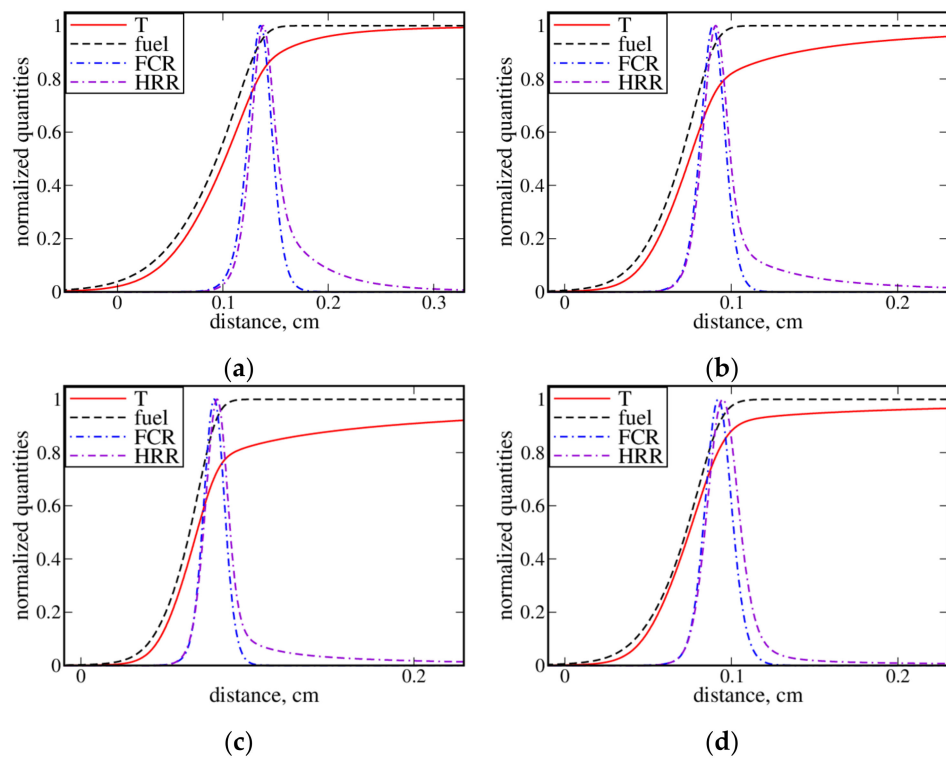 T
fuel
FCR
HRR
normalized quantities
0
0.2
0.4
0.6
0.8
1
0
0.1
0.2
0.3
distance, cm
(a)
T
fuel
FCR
HRR
normalized quantities
0
0.2
0.4
0.6
0.8
1
0
0.1
0.2
distance, cm
(b)
T
fuel
FCR
HRR
normalized quantities
0
0.2
0.4
0.6
0.8
1
0
0.2
distance, cm
(c)
T
fuel
FCR
HRR
normalized quantities
0
0.2
0.4
0.6
0.8
1
0
0.1
0.2
distance, cm
(d)